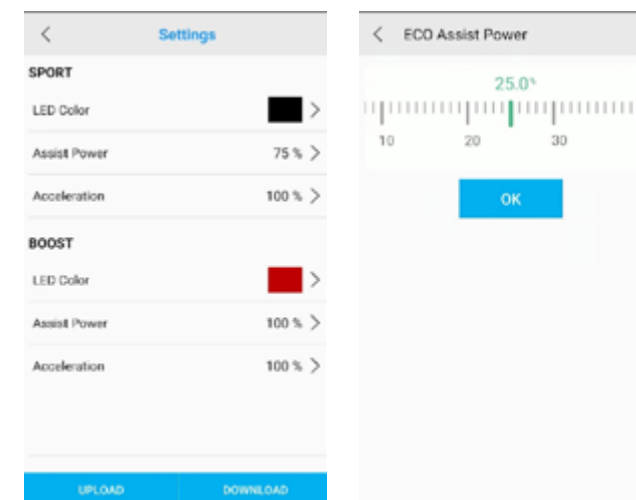 Settings
SPORT
LED Color
Assist Power 75 %
Acceleration 100 %
BOOST
LED Color
Assist Power 100 %
Acceleration 100 %
UPLOAD DOWNLOAD
ECO Assist Power
25.0%
10 20 30
OK